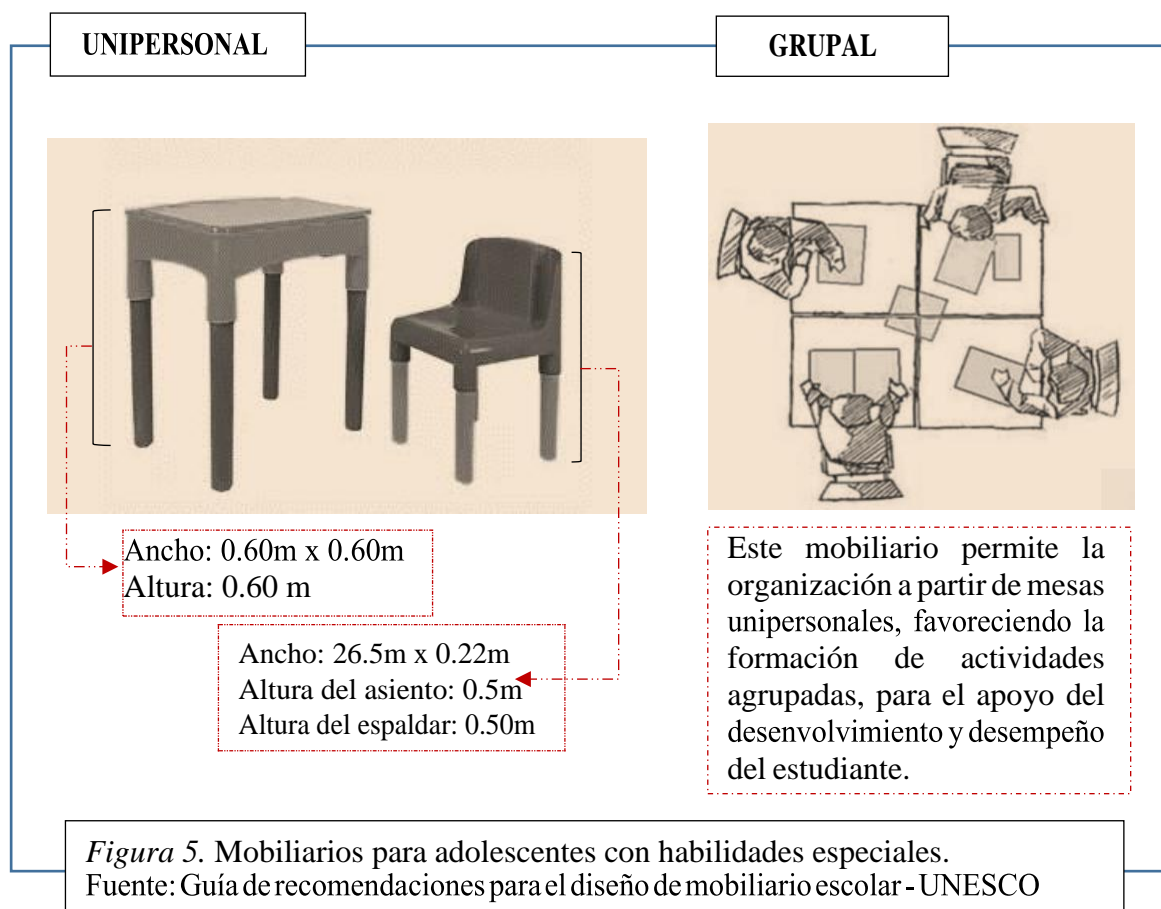 UNIPERSONAL
GRUPAL
Ancho: 0.60m x 0.60m
Altura: 0.60 m
Ancho: 26.5m x 0.22m
Altura del asiento: 0.5m
Altura del espaldar: 0.50m
Este mobiliario permite la
organización a partir de mesas
unipersonales, favoreciendo la
formación de actividades
agrupadas, para el apoyo del
desenvolvimiento y desempeño
del estudiante.
Figura 5. Mobiliarios para adolescentes con habilidades especiales.
Fuente: Guía de recomendaciones para el diseño de mobiliario escolar - UNESCO